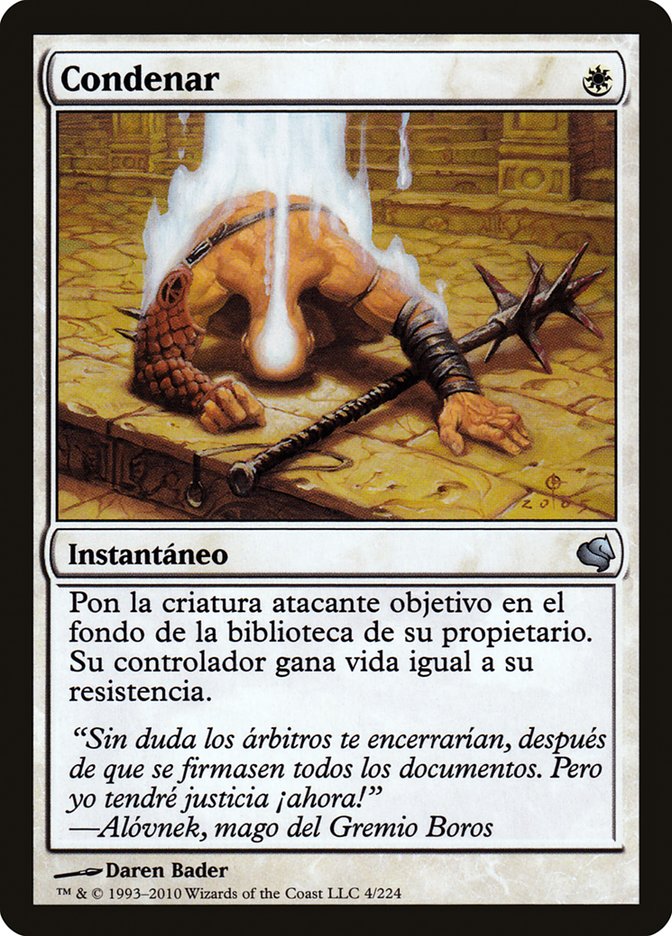 Condenar
2005
Instantáneo
Pon la criatura atacante objetivo en el
fondo de la biblioteca de su propietario.
Su controlador gana vida igual a su
resistencia.
“Sin duda los árbitros te encerrarían, después
de que se firmasen todos los documentos. Pero
yo tendré justicia ¡ahora!”
—Alóvnek, mago del Gremio Boros
Daren Bader
™ & © 1993–2010 Wizards of the Coast LLC 4/224